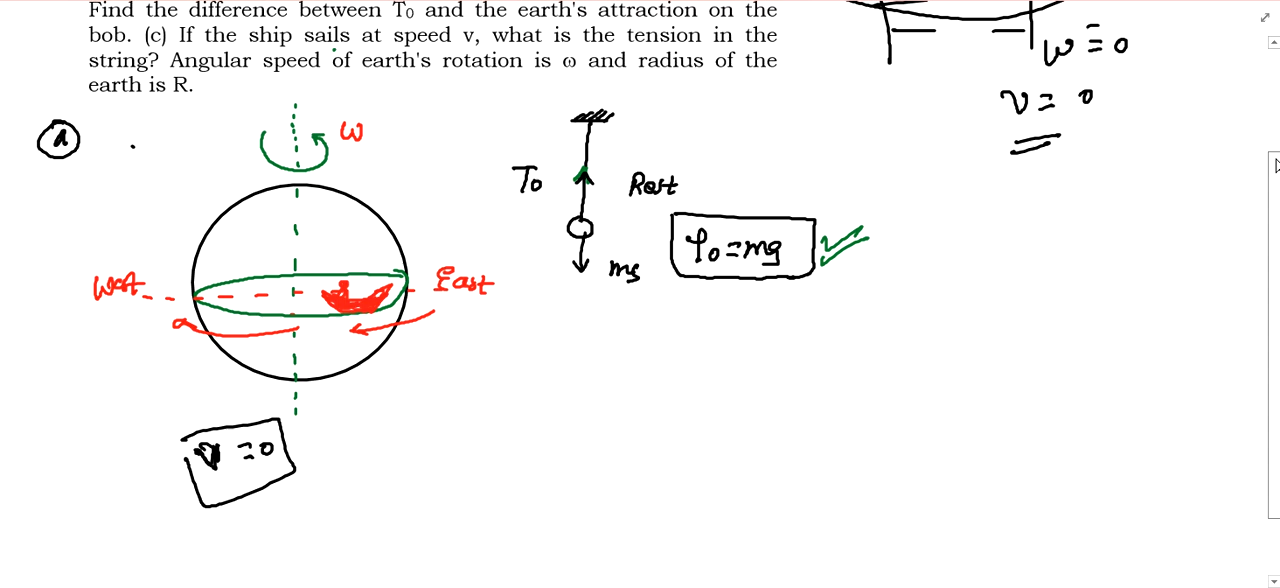 Find the difference between T₀ and the earth's attraction on the
bob. (c) If the ship sails at speed v, what is the tension in the
string? Angular speed of earth's rotation is ω and radius of the
earth is R.
ω = 0
v = 0
a
ω
T₀
Rest
T₀ = mg
mg
West
East
v = 0